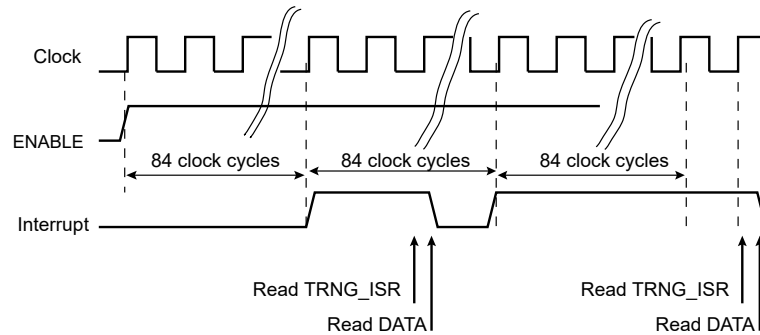 Clock
ENABLE
84 clock cycles
84 clock cycles
84 clock cycles
Interrupt
Read TRNG_ISR
Read TRNG_ISR
Read DATA
Read DATA